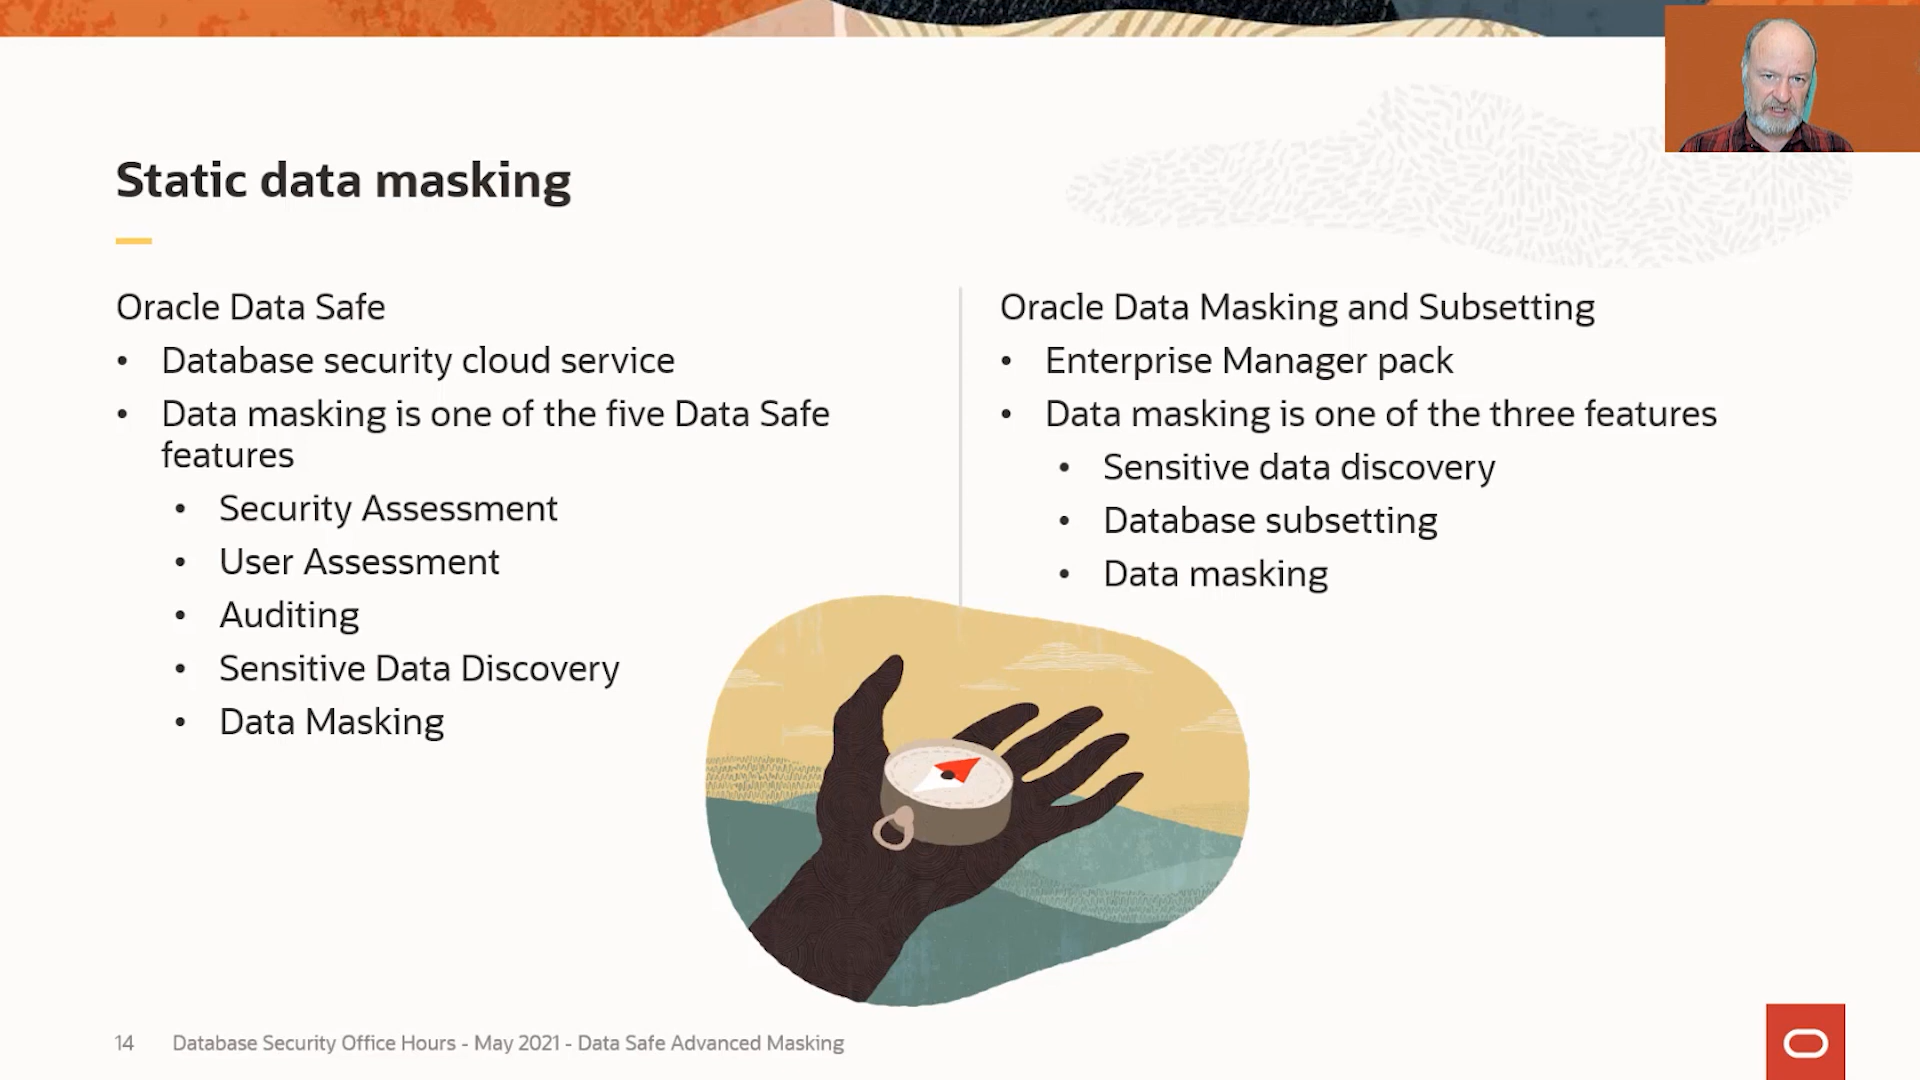 Static data masking
Oracle Data Safe
• Database security cloud service
• Data masking is one of the five Data Safe
features
• Security Assessment
• User Assessment
• Auditing
• Sensitive Data Discovery
• Data Masking
Oracle Data Masking and Subsetting
• Enterprise Manager pack
• Data masking is one of the three features
• Sensitive data discovery
• Database subsetting
• Data masking
14 Database Security Office Hours - May 2021 - Data Safe Advanced Masking